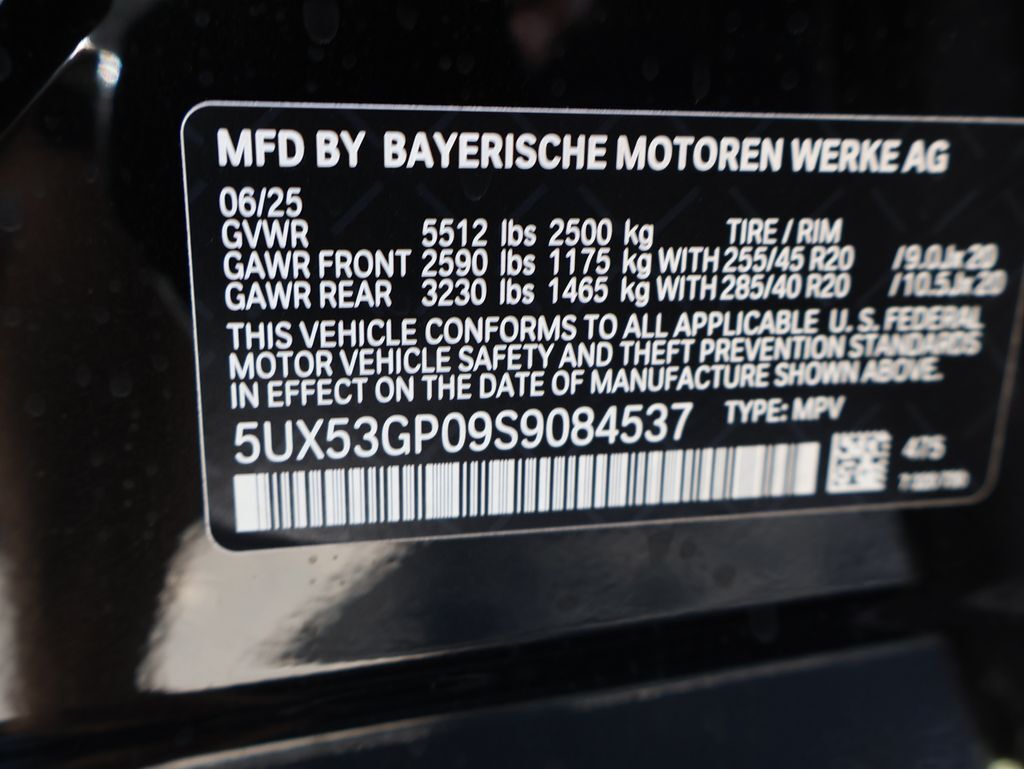 MFD BY BAYERISCHE MOTOREN WERKE AG
06/25
GVWR 5512 lbs 2500 kg TIRE / RIM
GAWR FRONT 2590 lbs 1175 kg WITH 255/45 R20 /9.0Jx20
GAWR REAR 3230 lbs 1465 kg WITH 285/40 R20 /10.5Jx20
THIS VEHICLE CONFORMS TO ALL APPLICABLE U.S. FEDERAL
MOTOR VEHICLE SAFETY AND THEFT PREVENTION STANDARDS
IN EFFECT ON THE DATE OF MANUFACTURE SHOWN ABOVE.
5UX53GP09S9084537 TYPE: MPV
475